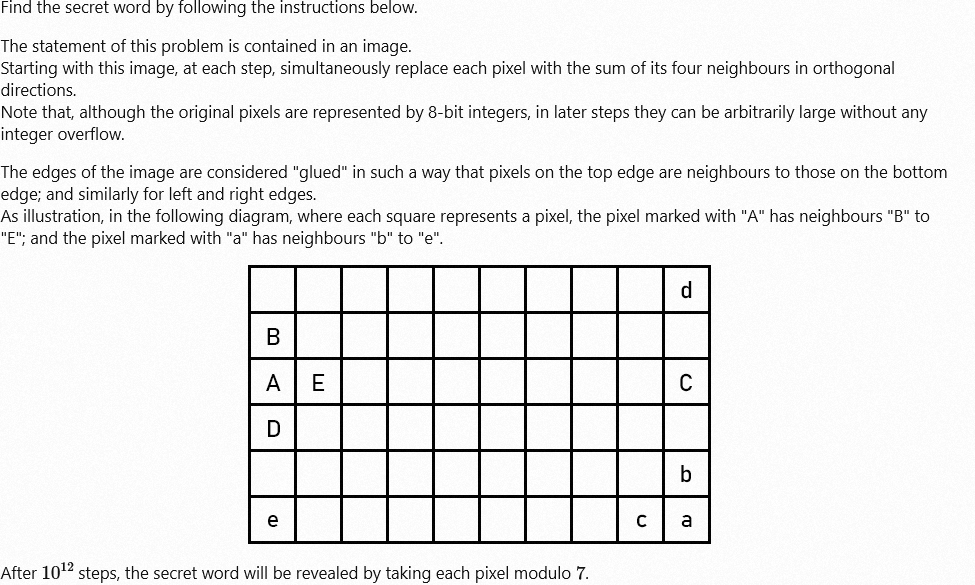 Find the secret word by following the instructions below.
The statement of this problem is contained in an image.
Starting with this image, at each step, simultaneously replace each pixel with the sum of its four neighbours in orthogonal
directions.
Note that, although the original pixels are represented by 8-bit integers, in later steps they can be arbitrarily large without any
integer overflow.
The edges of the image are considered "glued" in such a way that pixels on the top edge are neighbours to those on the bottom
edge; and similarly for left and right edges.
As illustration, in the following diagram, where each square represents a pixel, the pixel marked with "A" has neighbours "B" to
"E"; and the pixel marked with "a" has neighbours "b" to "e".
d
B
A E C
D
b
e c a
After 10¹² steps, the secret word will be revealed by taking each pixel modulo 7.